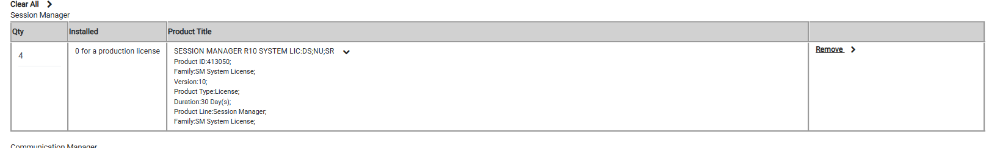 Clear All
Session Manager
Qty Installed Product Title
4 0 for a production license SESSION MANAGER R10 SYSTEM LIC:DS;NU;SR Remove
Product ID:413050;
Family:SM System License;
Version:10;
Product Type:License;
Duration:30 Day(s);
Product Line:Session Manager;
Family:SM System License;
Communication Manager